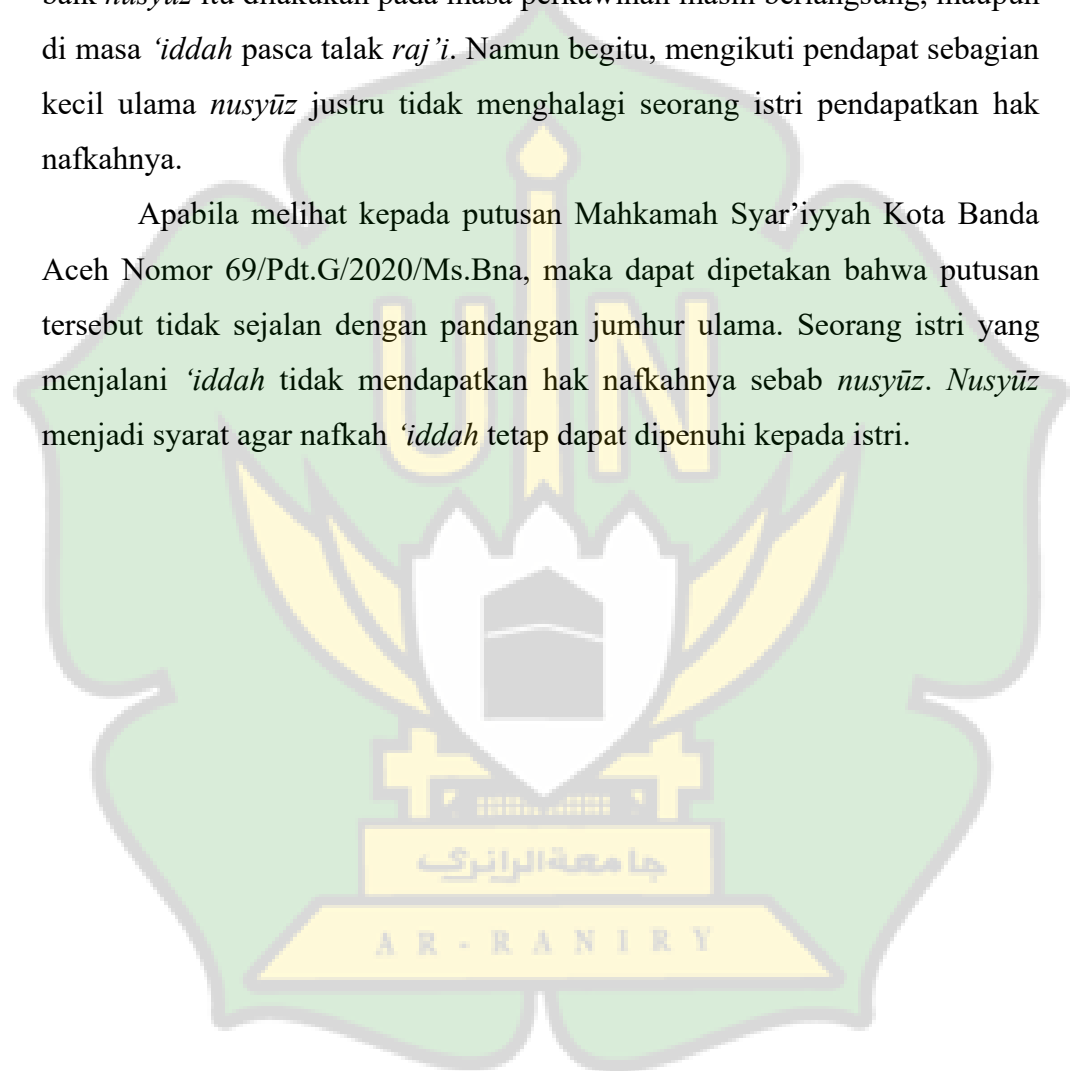 baik nusyūz itu dilakukan pada masa perkawinan masih berlangsung, maupun
di masa ‘iddah pasca talak raj’i. Namun begitu, mengikuti pendapat sebagian
kecil ulama nusyūz justru tidak menghalagi seorang istri pendapatkan hak
nafkahnya.
Apabila melihat kepada putusan Mahkamah Syar’iyyah Kota Banda
Aceh Nomor 69/Pdt.G/2020/Ms.Bna, maka dapat dipetakan bahwa putusan
tersebut tidak sejalan dengan pandangan jumhur ulama. Seorang istri yang
menjalani ‘iddah tidak mendapatkan hak nafkahnya sebab nusyūz. Nusyūz
menjadi syarat agar nafkah ‘iddah tetap dapat dipenuhi kepada istri.
UIN
جامعة الرانري
AR-RANIRY